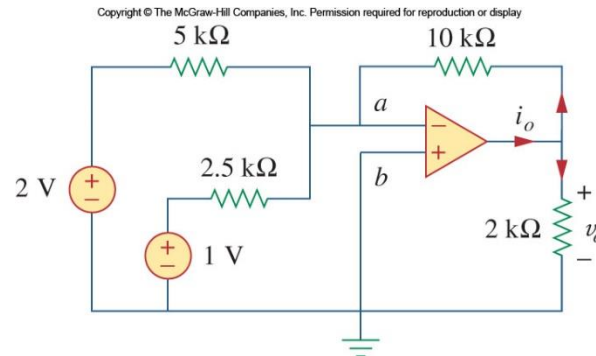 Copyright © The McGraw-Hill Companies, Inc. Permission required for reproduction or display
5 kΩ
10 kΩ
a
−
i_o
+
2.5 kΩ
b
2 V
+
−
+
−
1 V
2 kΩ
+
v
−